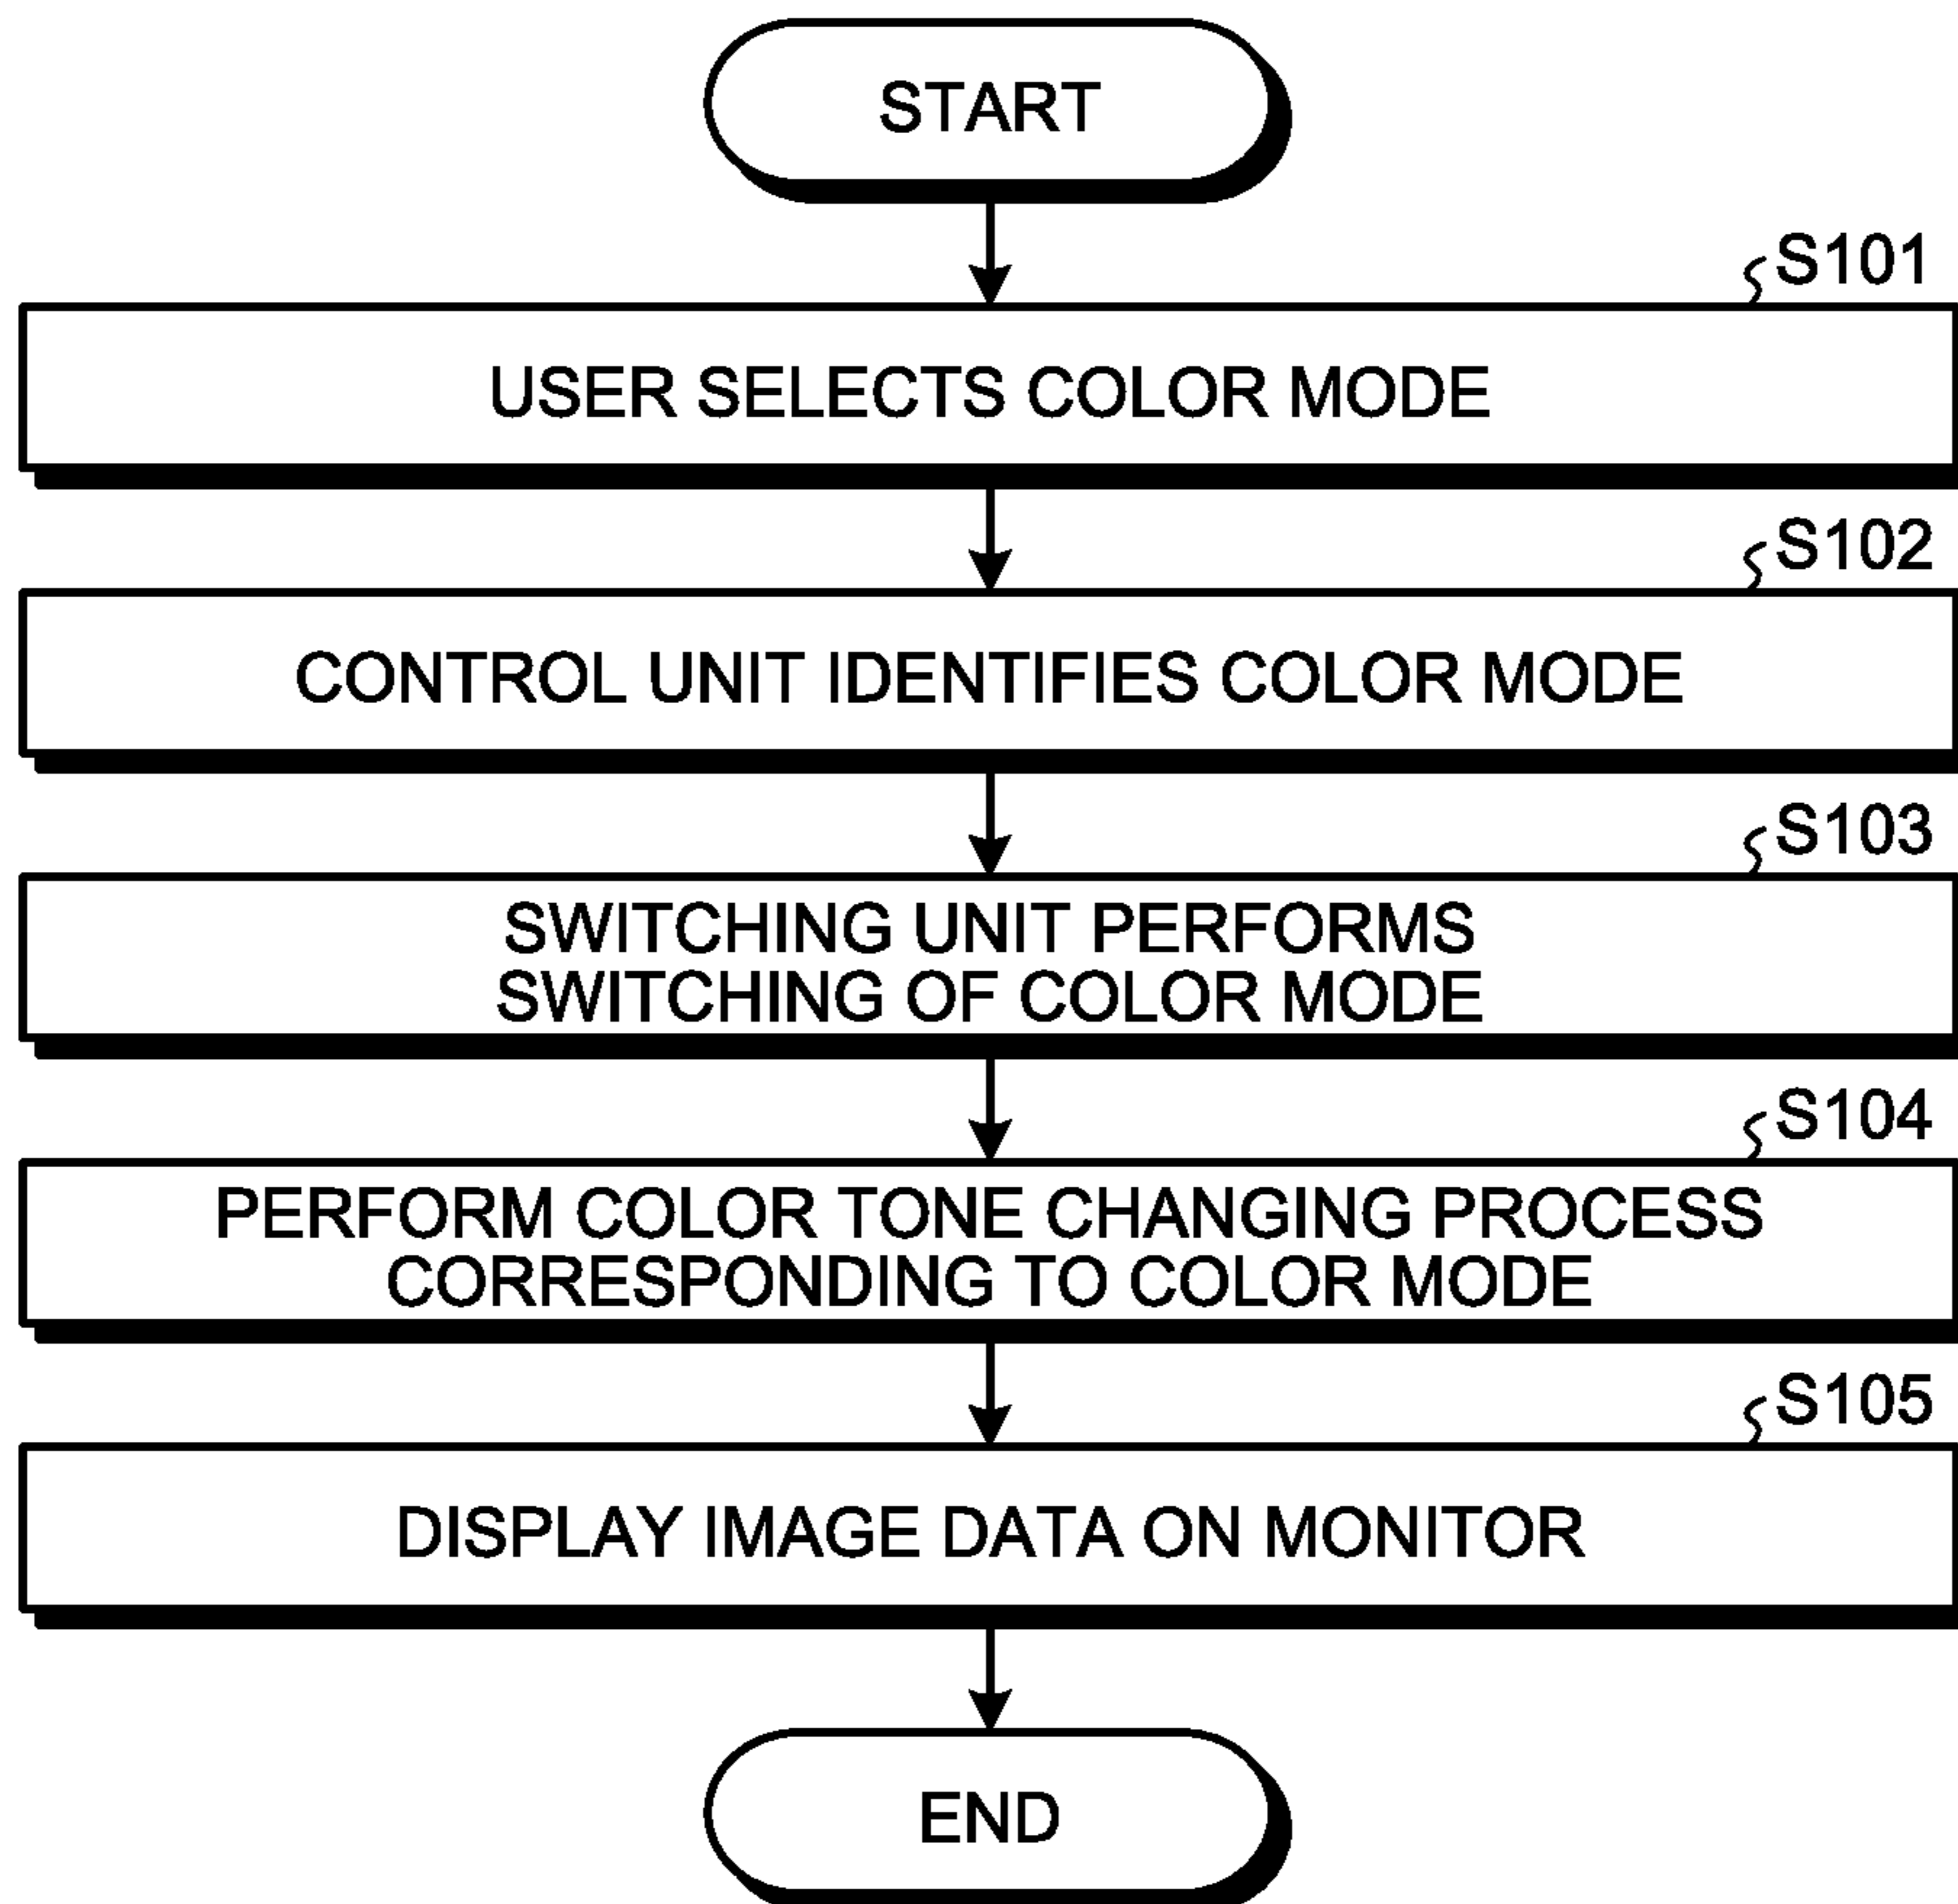 START
S101
USER SELECTS COLOR MODE
S102
CONTROL UNIT IDENTIFIES COLOR MODE
S103
SWITCHING UNIT PERFORMS
SWITCHING OF COLOR MODE
S104
PERFORM COLOR TONE CHANGING PROCESS
CORRESPONDING TO COLOR MODE
S105
DISPLAY IMAGE DATA ON MONITOR
END